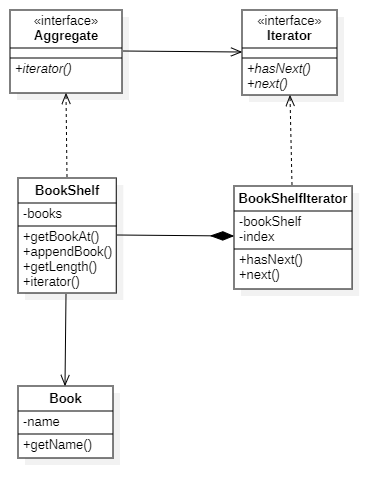 «interface»
Aggregate
+iterator()
«interface»
Iterator
+hasNext()
+next()
BookShelf
-books
+getBookAt()
+appendBook()
+getLength()
+iterator()
BookShelfIterator
-bookShelf
-index
+hasNext()
+next()
Book
-name
+getName()